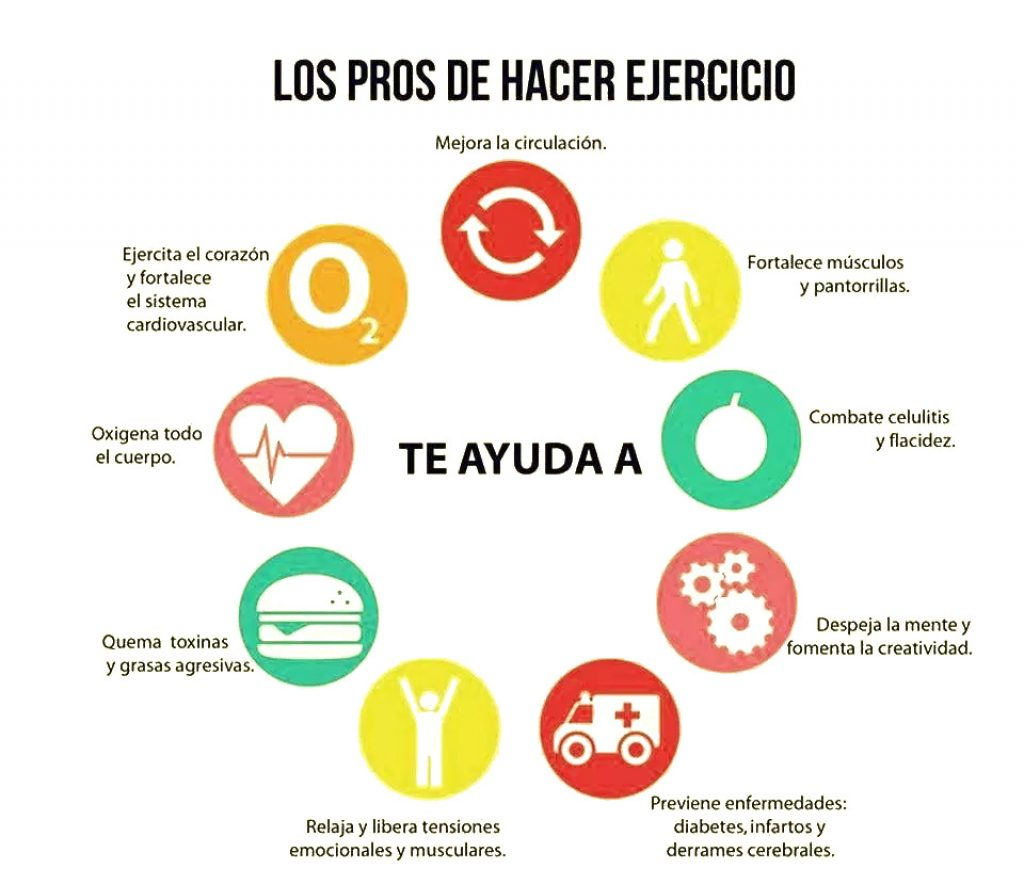 LOS PROS DE HACER EJERCICIO
Mejora la circulación.
Ejercita el corazón
y fortalece
el sistema
cardiovascular.
O2
Fortalece músculos
y pantorrillas.
Oxigena todo
el cuerpo.
TE AYUDA A
Combate celulitis
y flacidez.
Quema toxinas
y grasas agresivas.
Despeja la mente y
fomenta la creatividad.
Relaja y libera tensiones
emocionales y musculares.
Previene enfermedades:
diabetes, infartos y
derrames cerebrales.